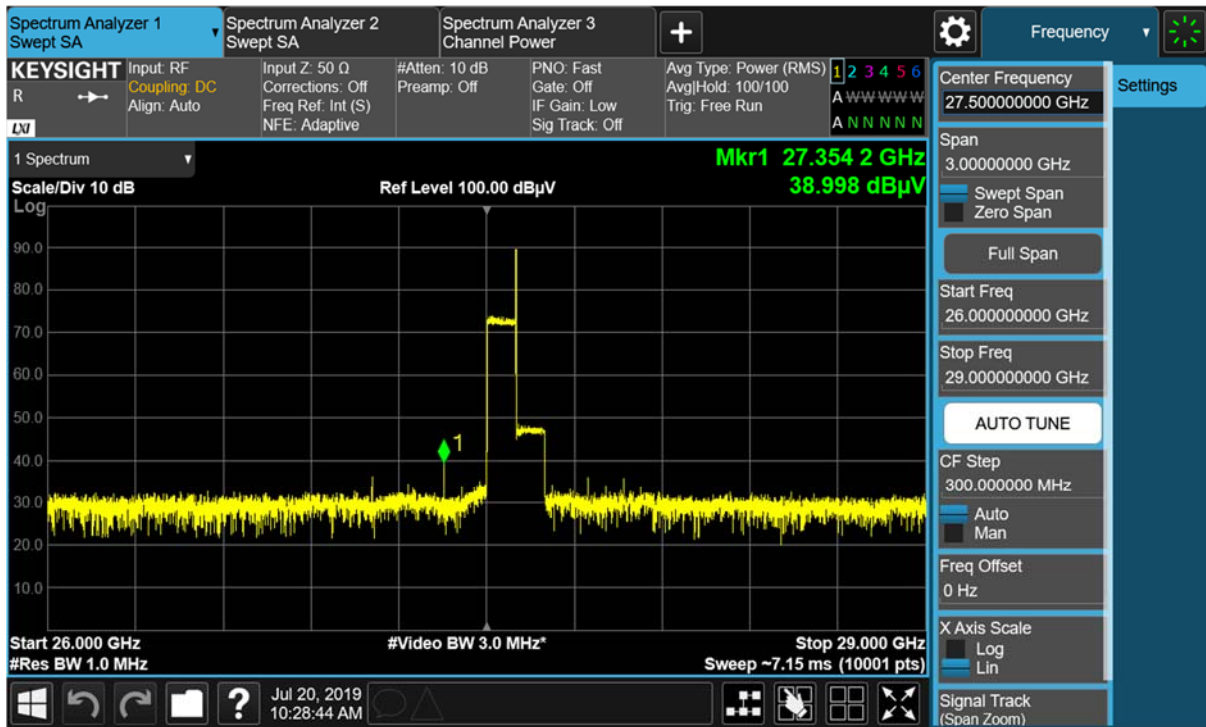 Spectrum Analyzer 1
Swept SA
Spectrum Analyzer 2
Swept SA
Spectrum Analyzer 3
Channel Power
Frequency
KEYSIGHT
R
LXI
Input: RF
Coupling: DC
Align: Auto
Input Z: 50 Ω
Corrections: Off
Freq Ref: Int (S)
NFE: Adaptive
#Atten: 10 dB
Preamp: Off
PNO: Fast
Gate: Off
IF Gain: Low
Sig Track: Off
Avg Type: Power (RMS)
Avg|Hold: 100/100
Trig: Free Run
1 2 3 4 5 6
A W W W W W
A N N N N N
1 Spectrum
Scale/Div 10 dB
Ref Level 100.00 dBµV
Mkr1 27.354 2 GHz
38.998 dBµV
Log
90.0
80.0
70.0
60.0
50.0
40.0
30.0
20.0
10.0
1
Start 26.000 GHz
#Res BW 1.0 MHz
#Video BW 3.0 MHz*
Stop 29.000 GHz
Sweep ~7.15 ms (10001 pts)
Settings
Center Frequency
27.500000000 GHz
Span
3.00000000 GHz
Swept Span
Zero Span
Full Span
Start Freq
26.000000000 GHz
Stop Freq
29.000000000 GHz
AUTO TUNE
CF Step
300.000000 MHz
Auto
Man
Freq Offset
0 Hz
X Axis Scale
Log
Lin
Signal Track
(Span Zoom)
?
Jul 20, 2019
10:28:44 AM